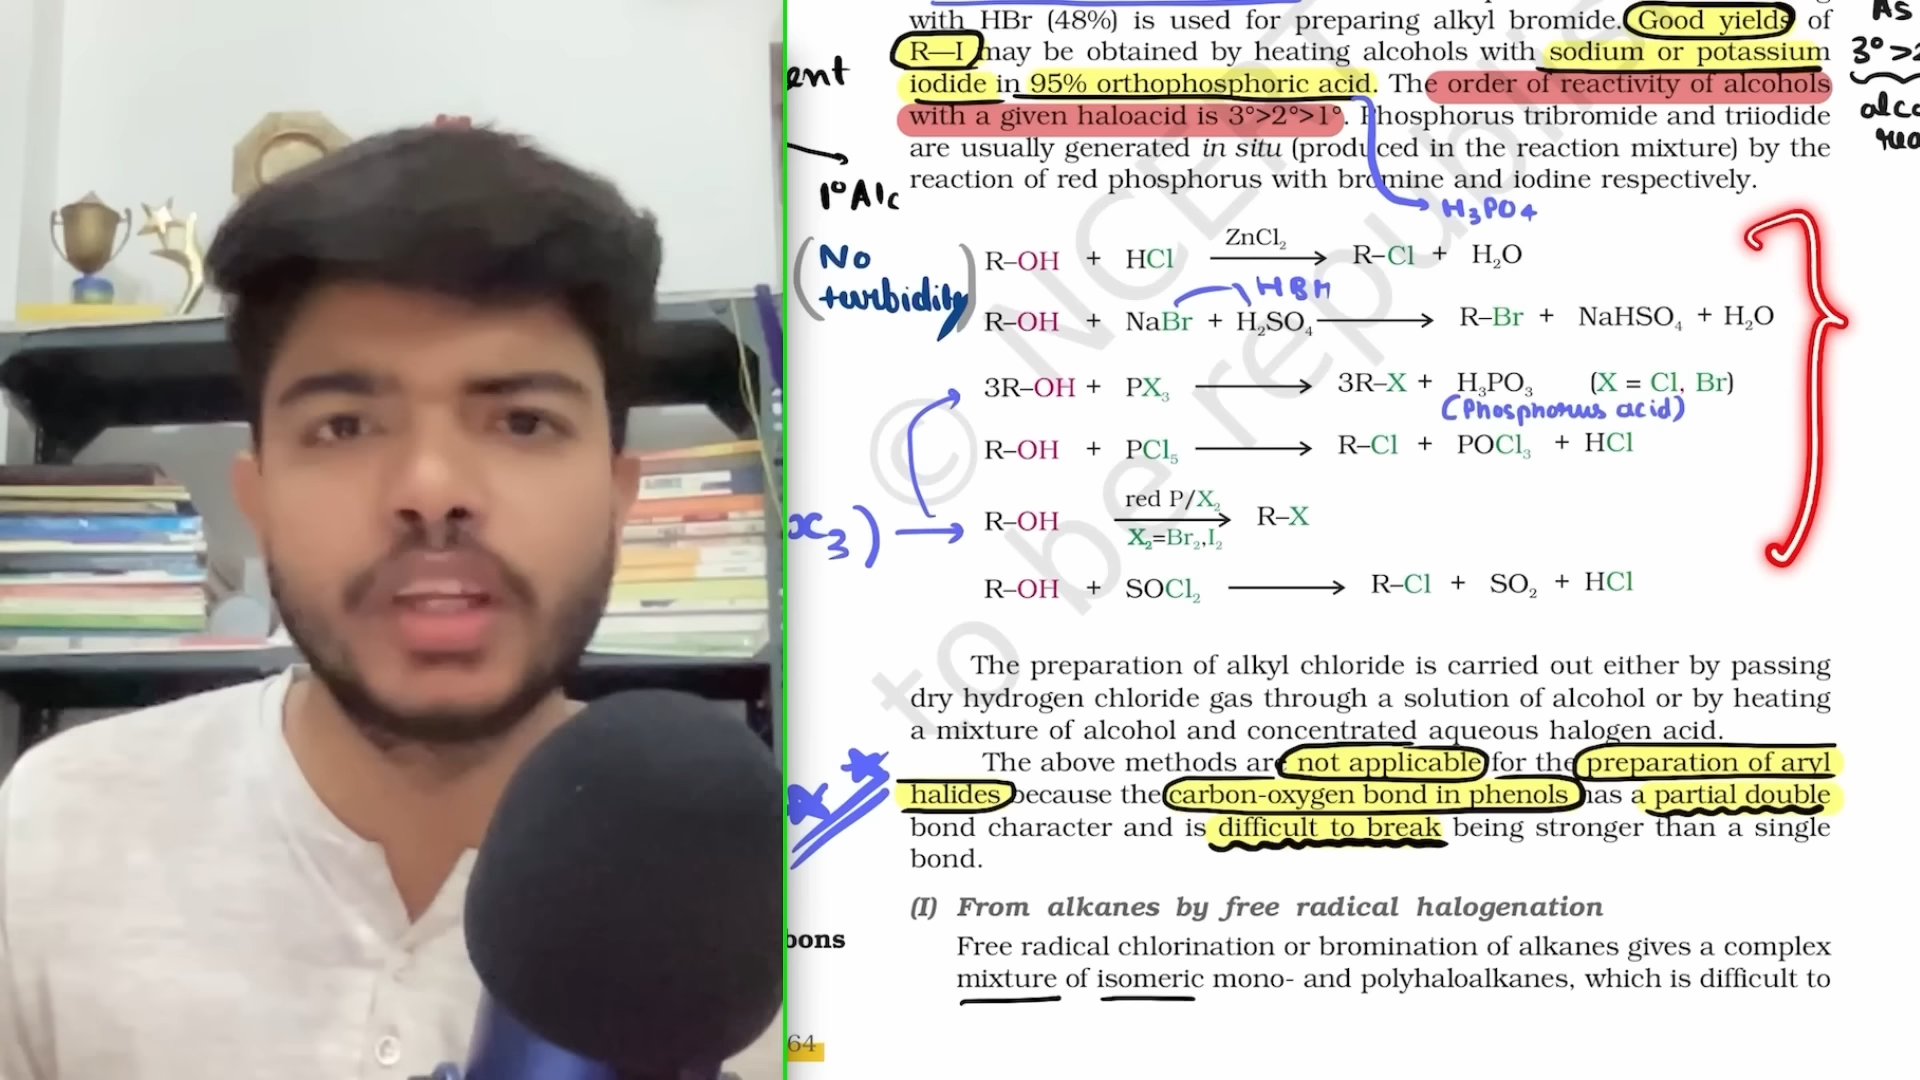 with HBr (48%) is used for preparing alkyl bromide. Good yields of
R—I may be obtained by heating alcohols with sodium or potassium
iodide in 95% orthophosphoric acid. The order of reactivity of alcohols
with a given haloacid is 3°>2°>1°. Phosphorus tribromide and triiodide
are usually generated in situ (produced in the reaction mixture) by the
reaction of red phosphorus with bromine and iodine respectively.
As
3°>2
alco
ent
1°Alc
(No
turbidity)
H₃PO₄
R–OH + HCl ZnCl₂ ⟶ R–Cl + H₂O
HBr
R–OH + NaBr + H₂SO₄ ⟶ R–Br + NaHSO₄ + H₂O
3R–OH + PX₃ ⟶ 3R–X + H₃PO₃ (X = Cl, Br)
(Phosphorus acid)
R–OH + PCl₅ ⟶ R–Cl + POCl₃ + HCl
x₃) → R–OH red P/X₂ ⟶ X₂=Br₂,I₂ R–X
R–OH + SOCl₂ ⟶ R–Cl + SO₂ + HCl
The preparation of alkyl chloride is carried out either by passing
dry hydrogen chloride gas through a solution of alcohol or by heating
a mixture of alcohol and concentrated aqueous halogen acid.
The above methods are not applicable for the preparation of aryl
halides because the carbon-oxygen bond in phenols has a partial double
bond character and is difficult to break being stronger than a single
bond.
(I) From alkanes by free radical halogenation
Free radical chlorination or bromination of alkanes gives a complex
mixture of isomeric mono- and polyhaloalkanes, which is difficult to
bons
64
© NCERT
to be republis